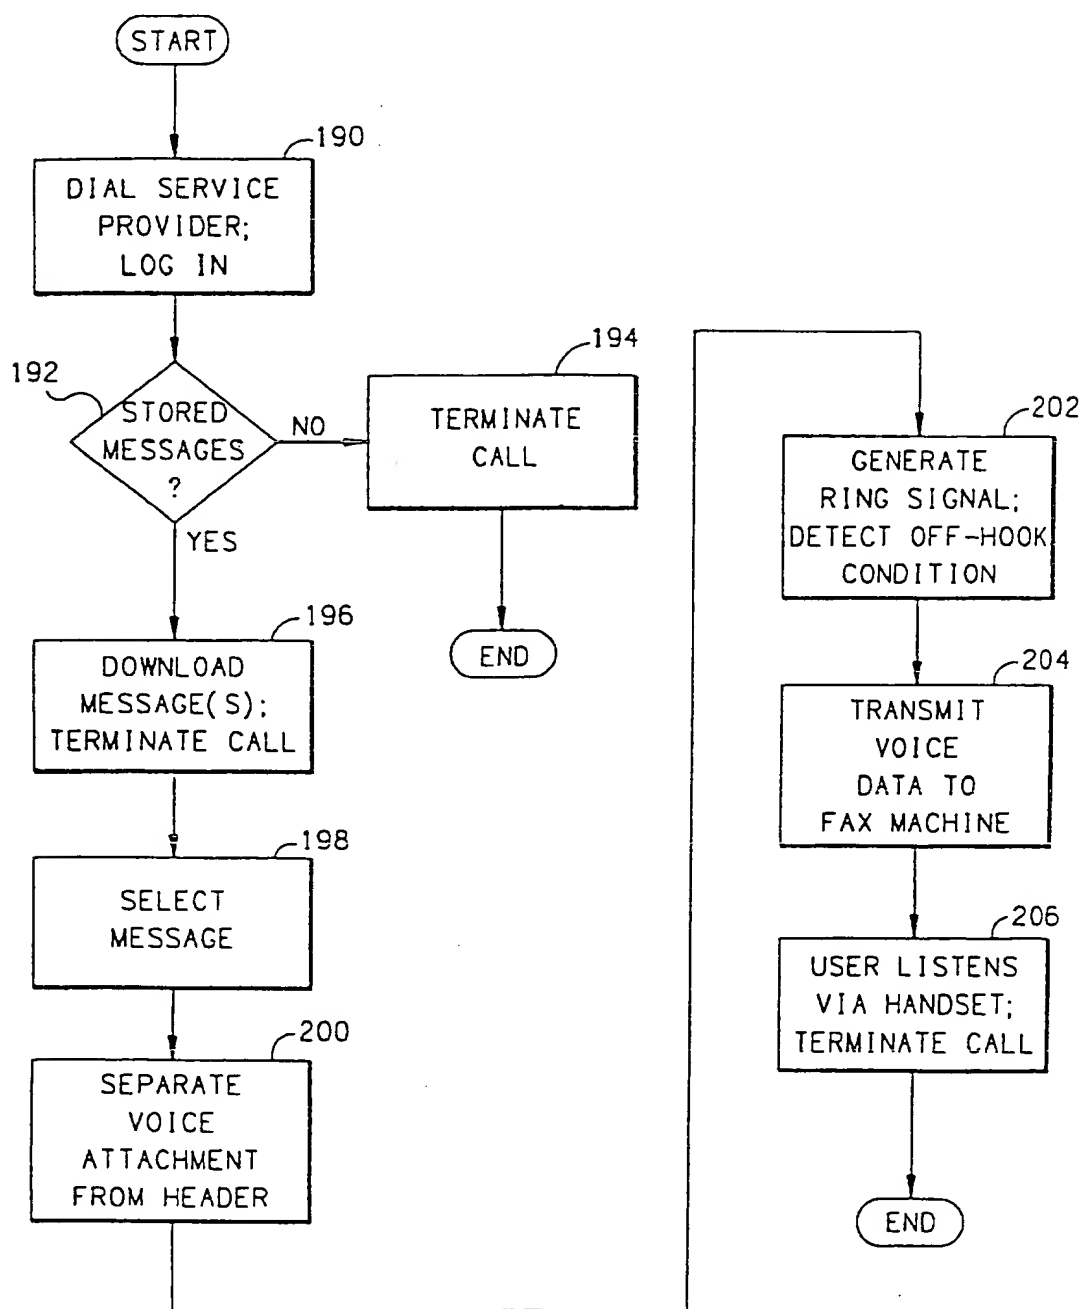 START
190
DIAL SERVICE
PROVIDER;
LOG IN
192
STORED
MESSAGES
?
NO
YES
194
TERMINATE
CALL
END
196
DOWNLOAD
MESSAGE(S);
TERMINATE CALL
198
SELECT
MESSAGE
200
SEPARATE
VOICE
ATTACHMENT
FROM HEADER
202
GENERATE
RING SIGNAL;
DETECT OFF-HOOK
CONDITION
204
TRANSMIT
VOICE
DATA TO
FAX MACHINE
206
USER LISTENS
VIA HANDSET;
TERMINATE CALL
END